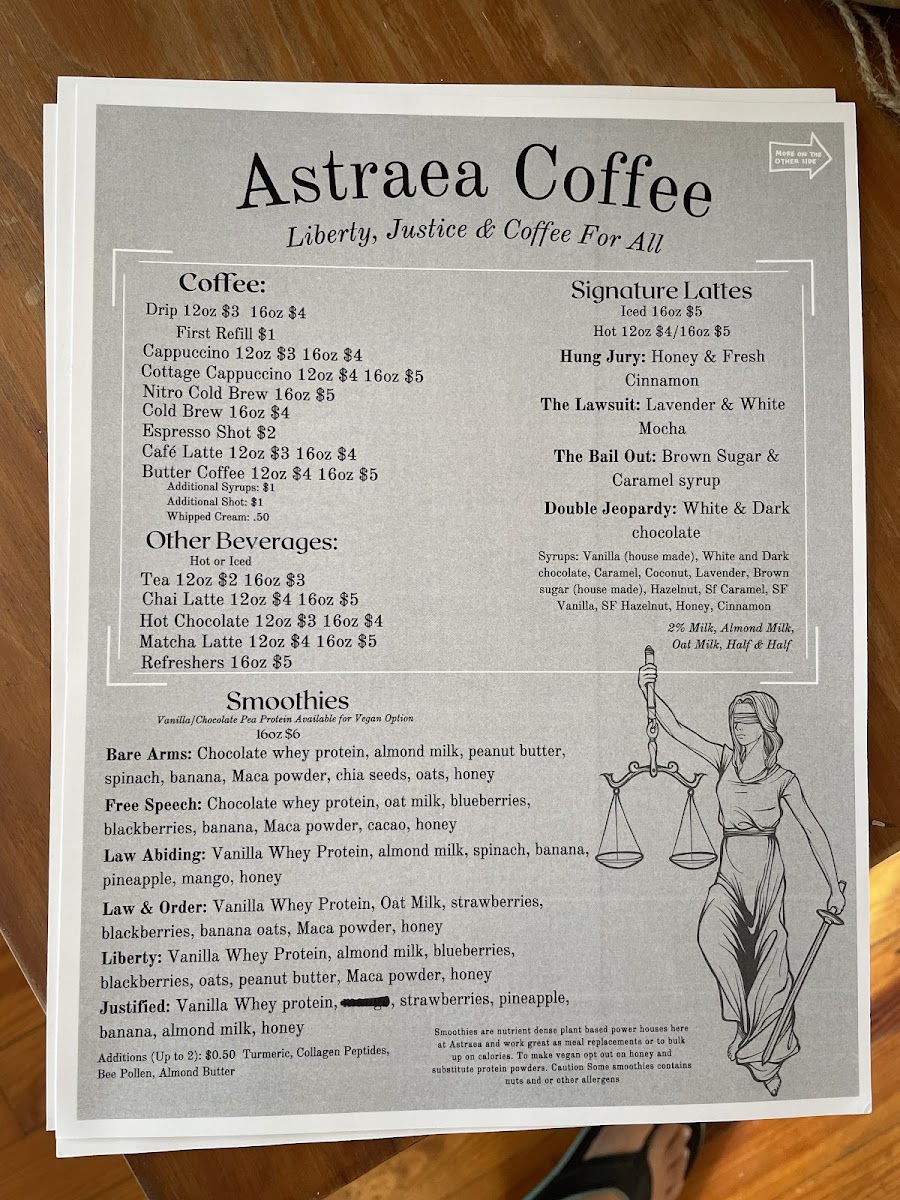 MORE ON THE
OTHER SIDE
Astraea Coffee
Liberty, Justice & Coffee For All
Coffee:
Drip 12oz $3 16oz $4
First Refill $1
Cappuccino 12oz $3 16oz $4
Cottage Cappuccino 12oz $4 16oz $5
Nitro Cold Brew 16oz $5
Cold Brew 16oz $4
Espresso Shot $2
Café Latte 12oz $3 16oz $4
Butter Coffee 12oz $4 16oz $5
Additional Syrups: $1
Additional Shot: $1
Whipped Cream: .50
Other Beverages:
Hot or Iced
Tea 12oz $2 16oz $3
Chai Latte 12oz $4 16oz $5
Hot Chocolate 12oz $3 16oz $4
Matcha Latte 12oz $4 16oz $5
Refreshers 16oz $5
Signature Lattes
Iced 16oz $5
Hot 12oz $4/16oz $5
Hung Jury: Honey & Fresh
Cinnamon
The Lawsuit: Lavender & White
Mocha
The Bail Out: Brown Sugar &
Caramel syrup
Double Jeopardy: White & Dark
chocolate
Syrups: Vanilla (house made), White and Dark
chocolate, Caramel, Coconut, Lavender, Brown
sugar (house made), Hazelnut, Sf Caramel, SF
Vanilla, SF Hazelnut, Honey, Cinnamon
2% Milk, Almond Milk,
Oat Milk, Half & Half
Smoothies
Vanilla/Chocolate Pea Protein Available for Vegan Option
16oz $6
Bare Arms: Chocolate whey protein, almond milk, peanut butter,
spinach, banana, Maca powder, chia seeds, oats, honey
Free Speech: Chocolate whey protein, oat milk, blueberries,
blackberries, banana, Maca powder, cacao, honey
Law Abiding: Vanilla Whey Protein, almond milk, spinach, banana,
pineapple, mango, honey
Law & Order: Vanilla Whey Protein, Oat Milk, strawberries,
blackberries, banana oats, Maca powder, honey
Liberty: Vanilla Whey Protein, almond milk, blueberries,
blackberries, oats, peanut butter, Maca powder, honey
Justified: Vanilla Whey protein, , strawberries, pineapple,
banana, almond milk, honey
Additions (Up to 2): $0.50 Turmeric, Collagen Peptides,
Bee Pollen, Almond Butter
Smoothies are nutrient dense plant based power houses here
at Astraea and work great as meal replacements or to bulk
up on calories. To make vegan opt out on honey and
substitute protein powders. Caution Some smoothies contains
nuts and or other allergens